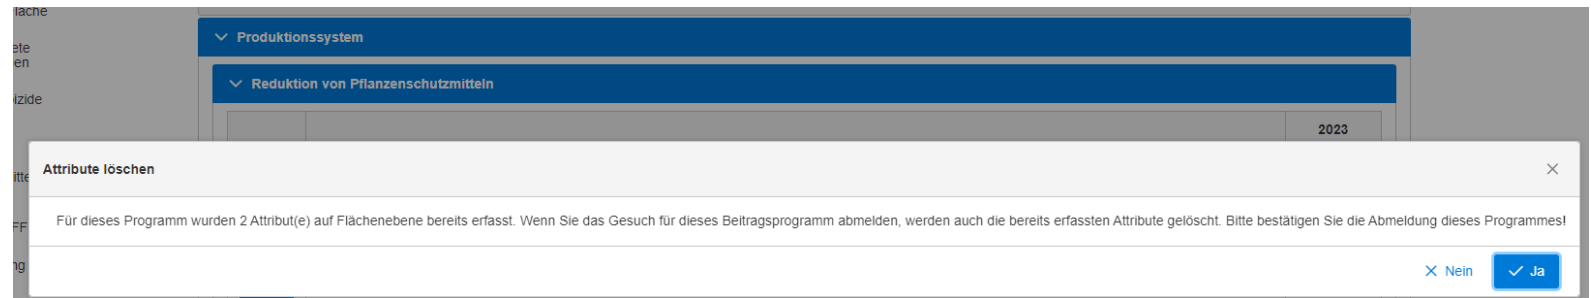 Produktionssystem
Reduktion von Pflanzenschutzmitteln
2023
Attribute löschen
Für dieses Programm wurden 2 Attribut(e) auf Flächenebene bereits erfasst. Wenn Sie das Gesuch für dieses Beitragsprogramm abmelden, werden auch die bereits erfassten Attribute gelöscht. Bitte bestätigen Sie die Abmeldung dieses Programmes!
Nein
Ja